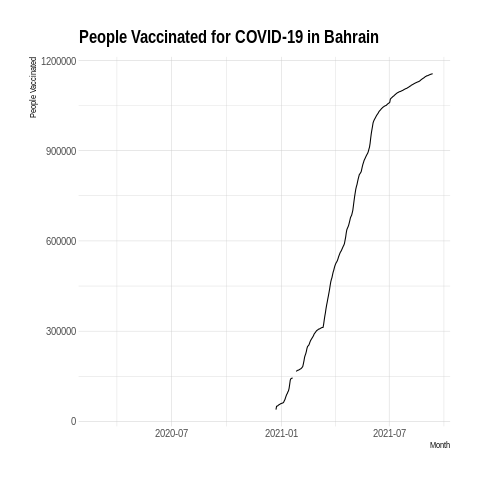 People Vaccinated for COVID-19 in Bahrain
People Vaccinated
1200000
900000
600000
300000
0
2020-07
2021-01
2021-07
Month